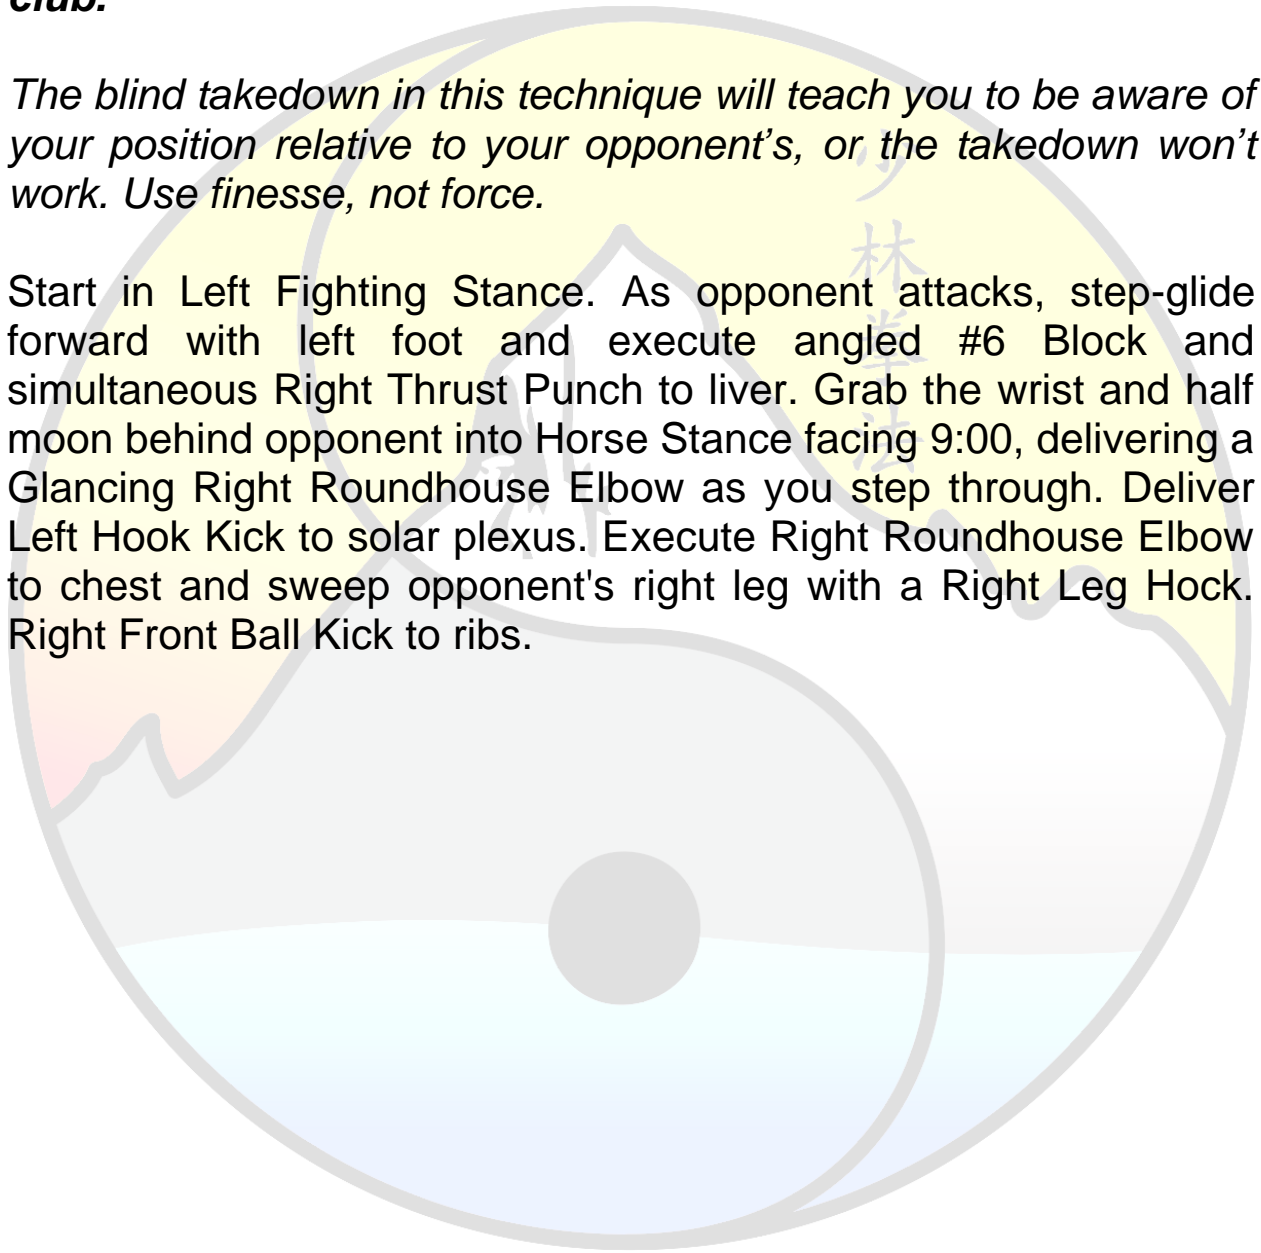 club.
The blind takedown in this technique will teach you to be aware of
your position relative to your opponent's, or the takedown won't
work. Use finesse, not force.
Start in Left Fighting Stance. As opponent attacks, step-glide
forward with left foot and execute angled #6 Block and
simultaneous Right Thrust Punch to liver. Grab the wrist and half
moon behind opponent into Horse Stance facing 9:00, delivering a
Glancing Right Roundhouse Elbow as you step through. Deliver
Left Hook Kick to solar plexus. Execute Right Roundhouse Elbow
to chest and sweep opponent's right leg with a Right Leg Hock.
Right Front Ball Kick to ribs.
少林拳法